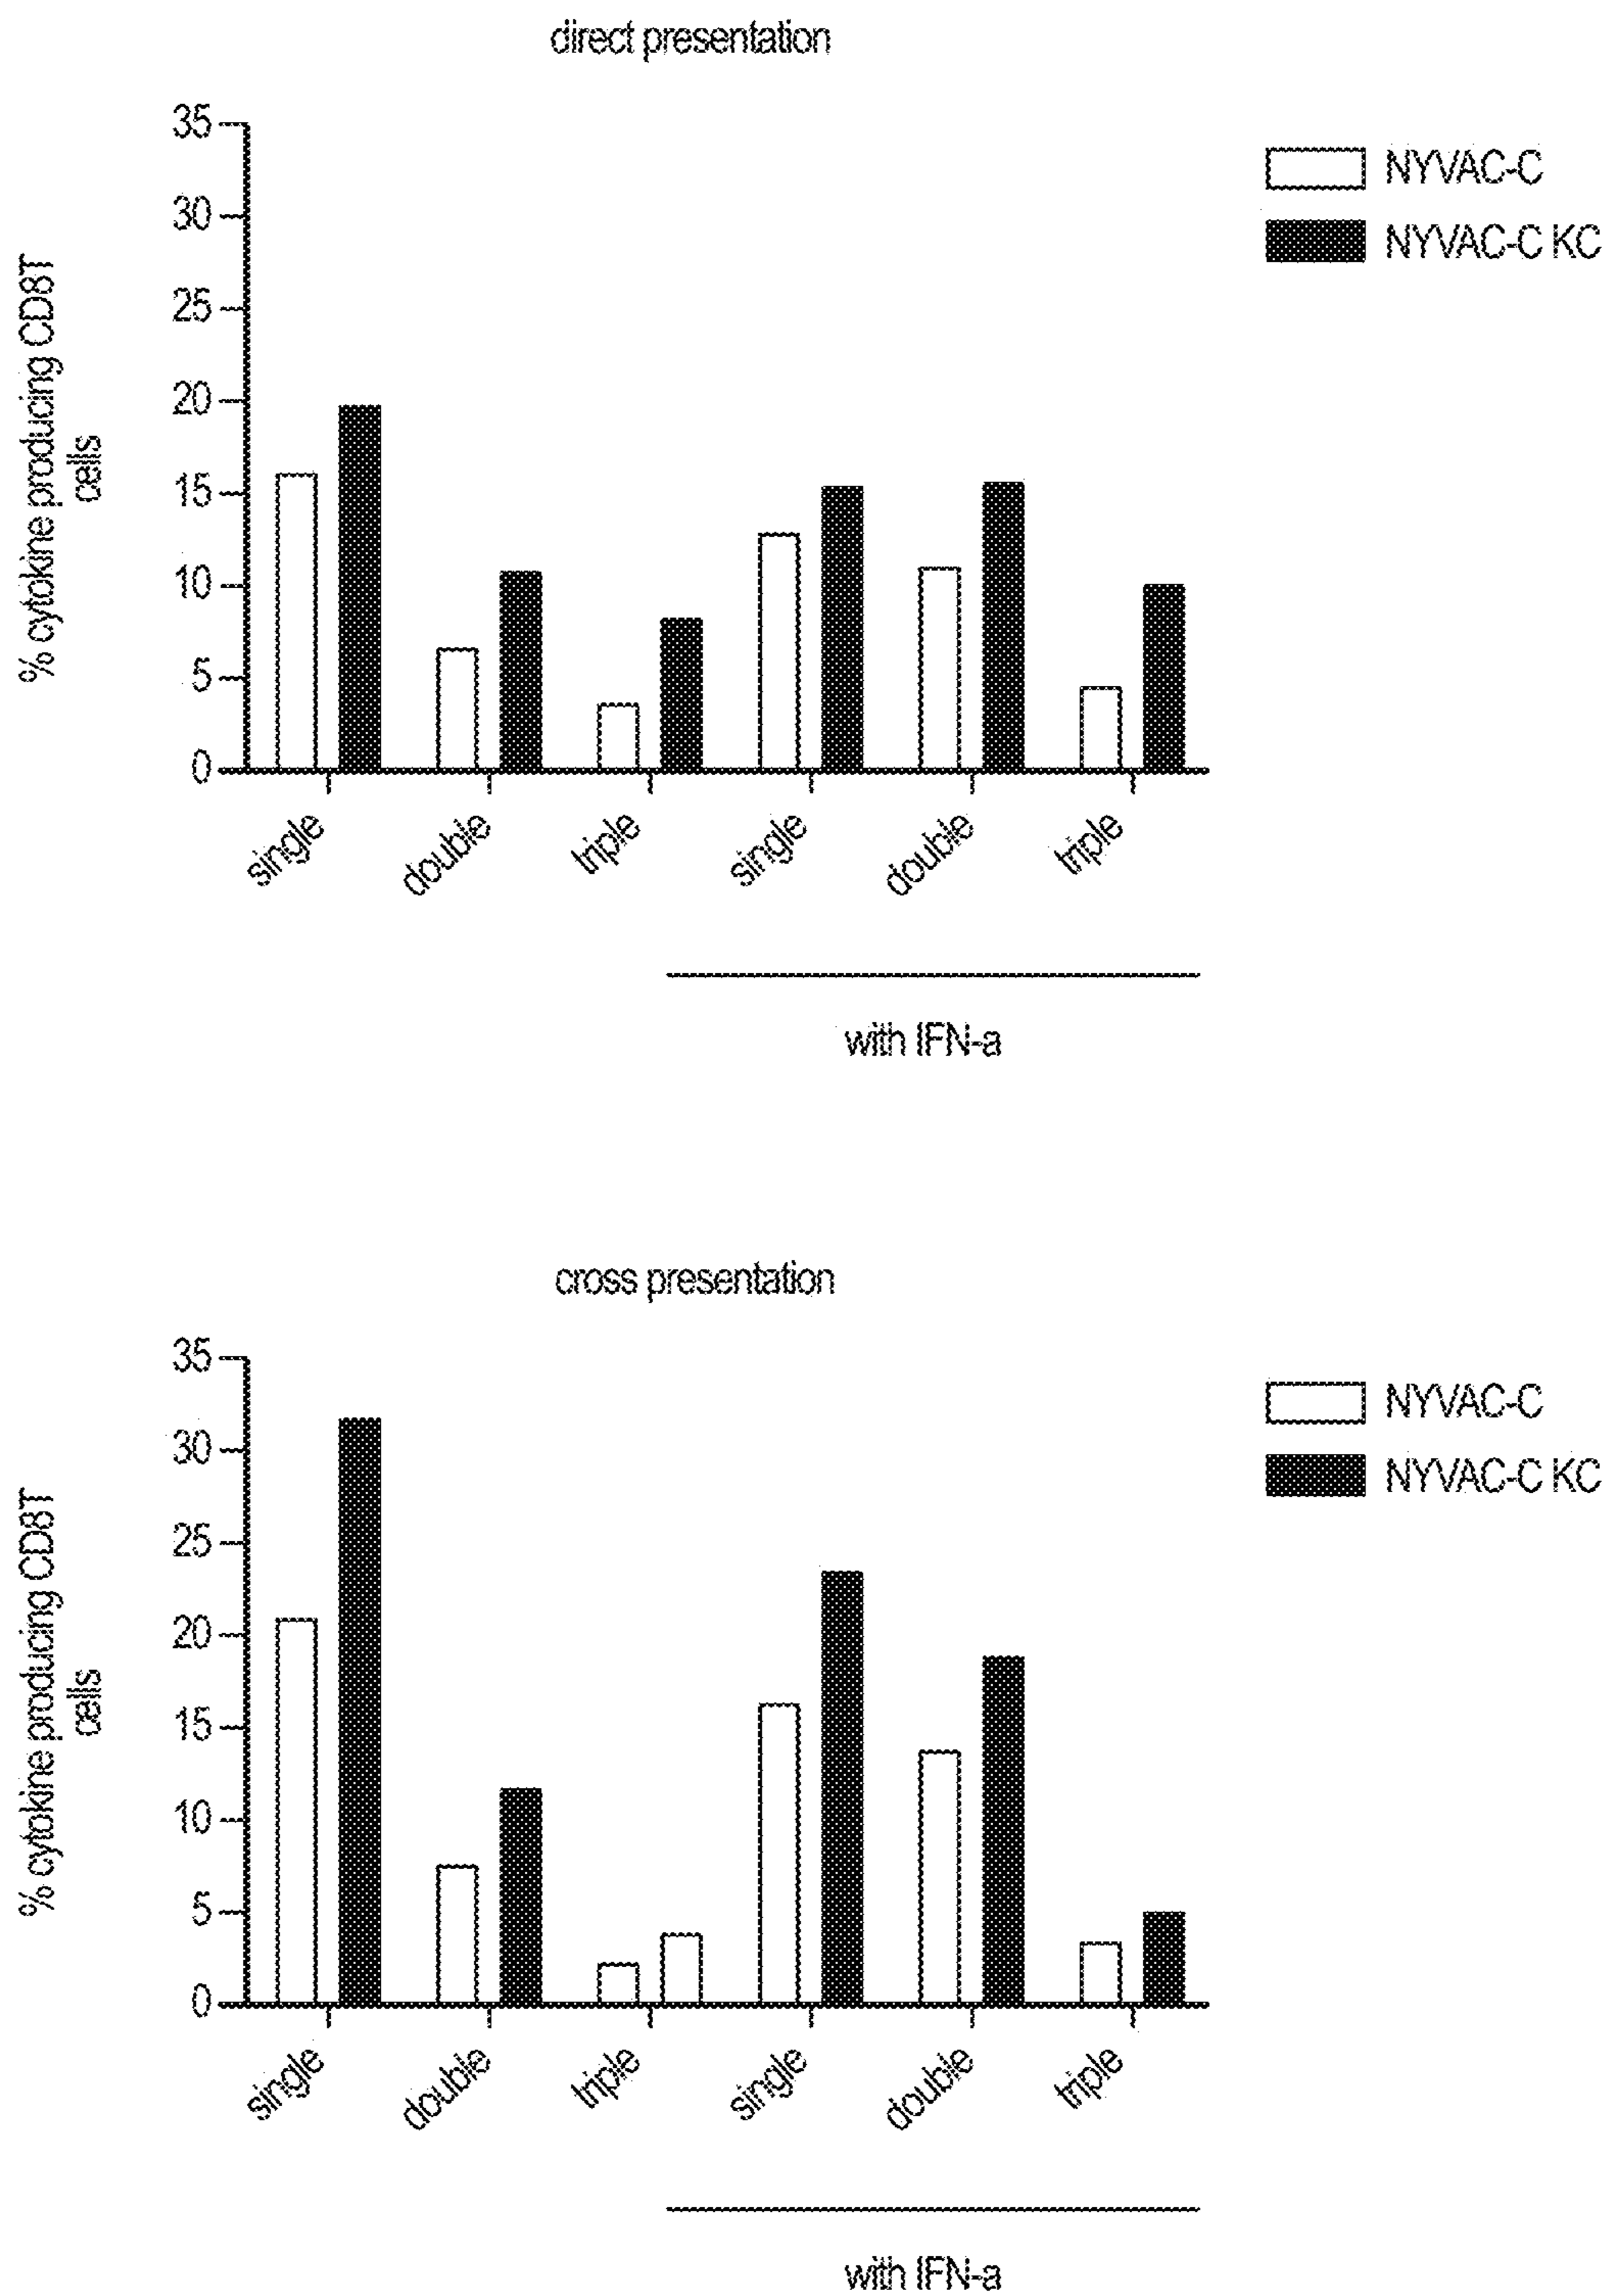 direct presentation
35
30
25
20
15
10
5
0
% cytokine producing CD8T
cells
NYVAC-C
NYVAC-C KC
single
double
triple
single
double
triple
with IFN-a
cross presentation
35
30
25
20
15
10
5
0
% cytokine producing CD8T
cells
NYVAC-C
NYVAC-C KC
single
double
triple
single
double
triple
with IFN-a